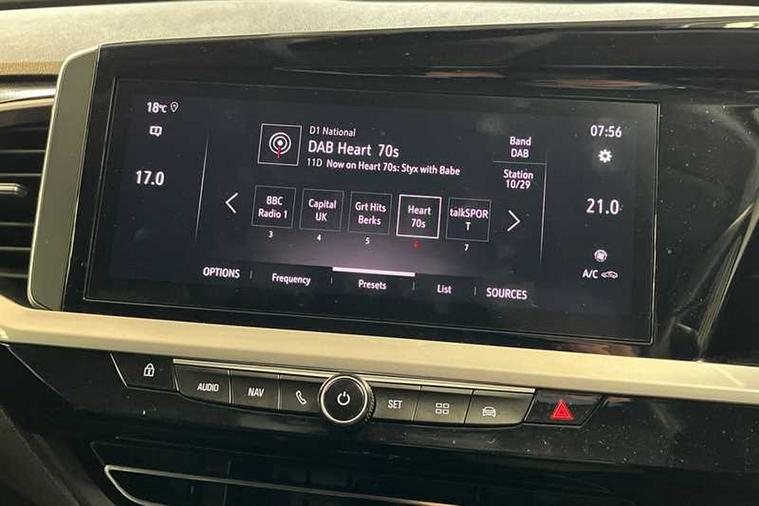 18°C
07:56
D1 National
DAB Heart 70s
11D Now on Heart 70s: Styx with Babe
Band
DAB
Station
10/29
17.0
21.0
BBC
Radio 1
3
Capital
UK
4
Grt Hits
Berks
5
Heart
70s
6
talkSPOR
T
7
A/C
OPTIONS
Frequency
Presets
List
SOURCES
AUDIO
NAV
SET